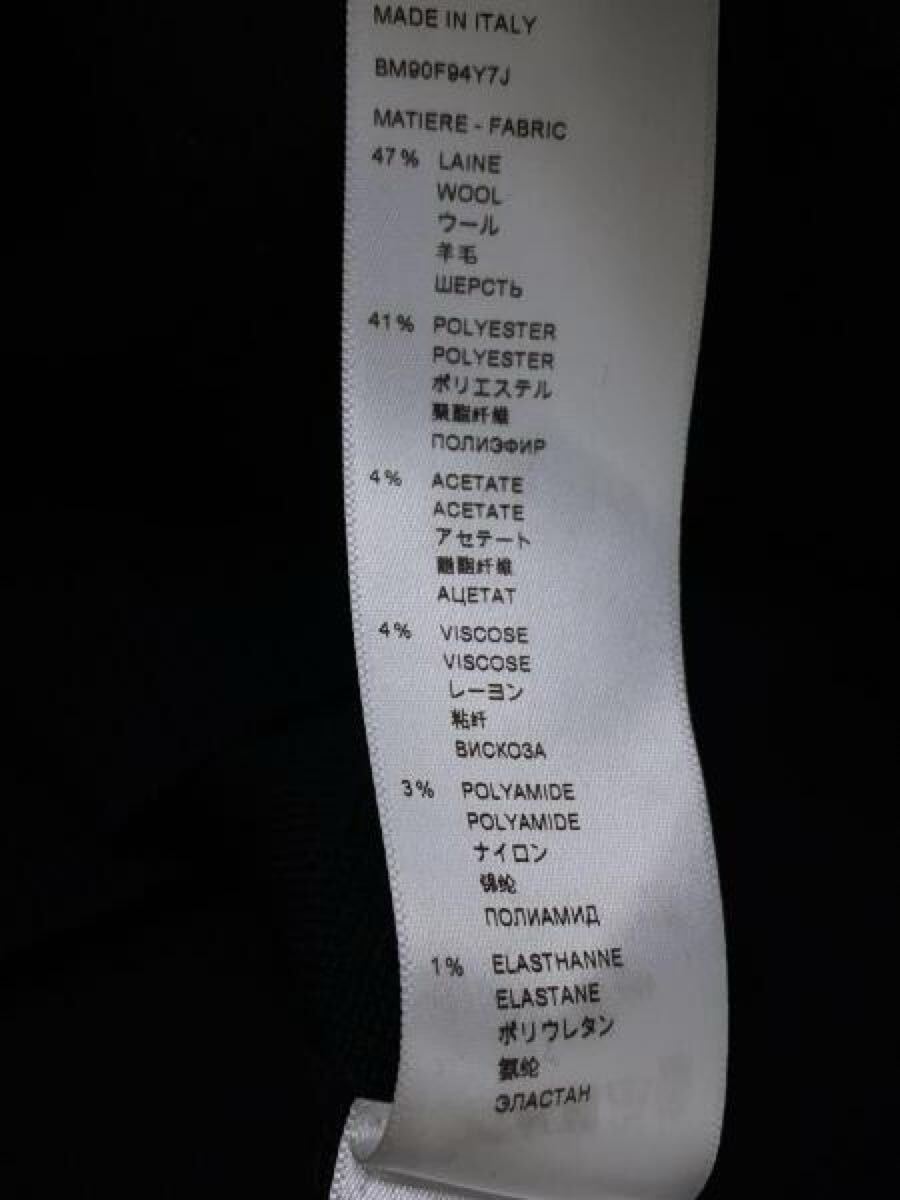 MADE IN ITALY
BM90F94Y7J
MATIERE - FABRIC
47% LAINE
WOOL
ウール
羊毛
ШЕРСТЬ
41% POLYESTER
POLYESTER
ポリエステル
聚酯纤维
ПОЛИЭФИР
4% ACETATE
ACETATE
アセテート
醋酯纤维
АЦЕТАТ
4% VISCOSE
VISCOSE
レーヨン
粘纤
ВИСКОЗА
3% POLYAMIDE
POLYAMIDE
ナイロン
锦纶
ПОЛИАМИД
1% ELASTHANNE
ELASTANE
ポリウレタン
氨纶
ЭЛАСТАН